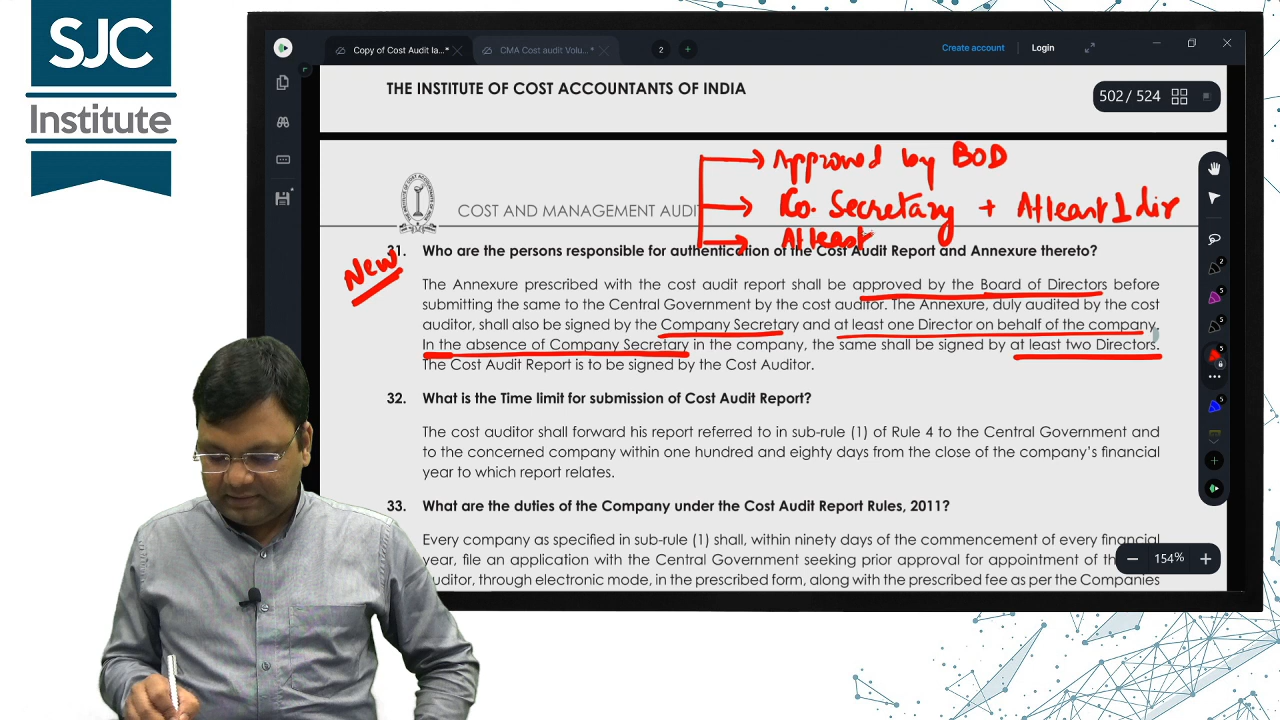 SJC
Institute
Copy of Cost Audit la...*
CMA Cost audit Volu...*
2
Create account
Login
THE INSTITUTE OF COST ACCOUNTANTS OF INDIA
502 / 524
Approved by BOD
Co. Secretary + Atleast 1 dir
Atleast
COST AND MANAGEMENT AUDIT
New
31. Who are the persons responsible for authentication of the Cost Audit Report and Annexure thereto?
The Annexure prescribed with the cost audit report shall be approved by the Board of Directors before
submitting the same to the Central Government by the cost auditor. The Annexure, duly audited by the cost
auditor, shall also be signed by the Company Secretary and at least one Director on behalf of the company.
In the absence of Company Secretary in the company, the same shall be signed by at least two Directors.
The Cost Audit Report is to be signed by the Cost Auditor.
32. What is the Time limit for submission of Cost Audit Report?
The cost auditor shall forward his report referred to in sub-rule (1) of Rule 4 to the Central Government and
to the concerned company within one hundred and eighty days from the close of the company's financial
year to which report relates.
33. What are the duties of the Company under the Cost Audit Report Rules, 2011?
Every company as specified in sub-rule (1) shall, within ninety days of the commencement of every financial
year, file an application with the Central Government seeking prior approval for appointment of th
auditor, through electronic mode, in the prescribed form, along with the prescribed fee as per the Companies
154%